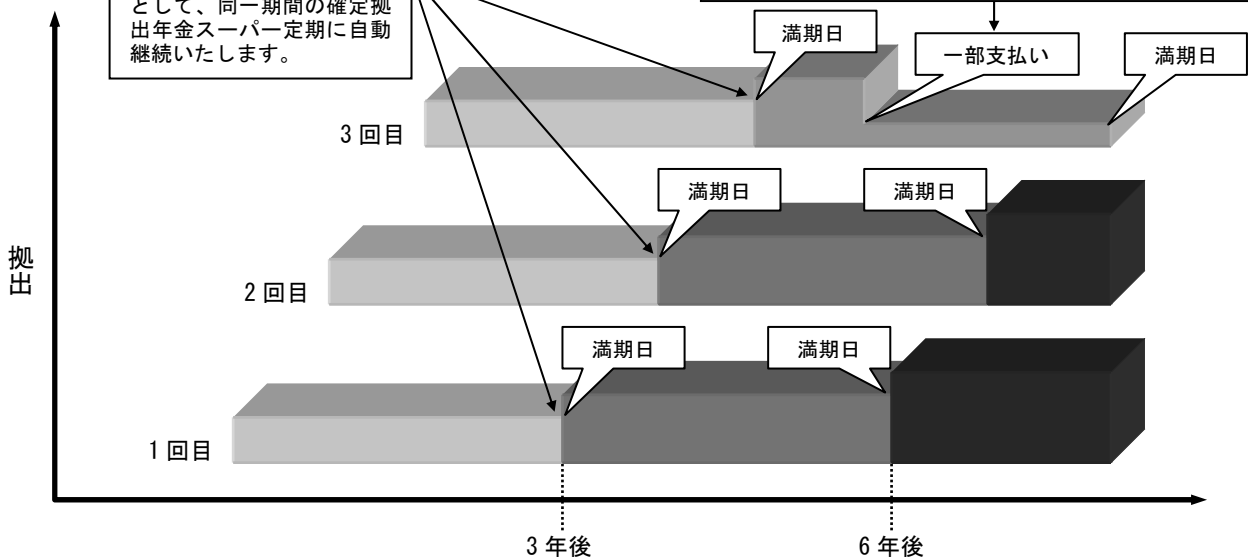 として、同一期間の確定拠
出年金スーパー定期に自動
継続いたします。
満期日
一部支払い
満期日
3回目
満期日
満期日
拠出
2回目
満期日
満期日
1回目
3年後
6年後